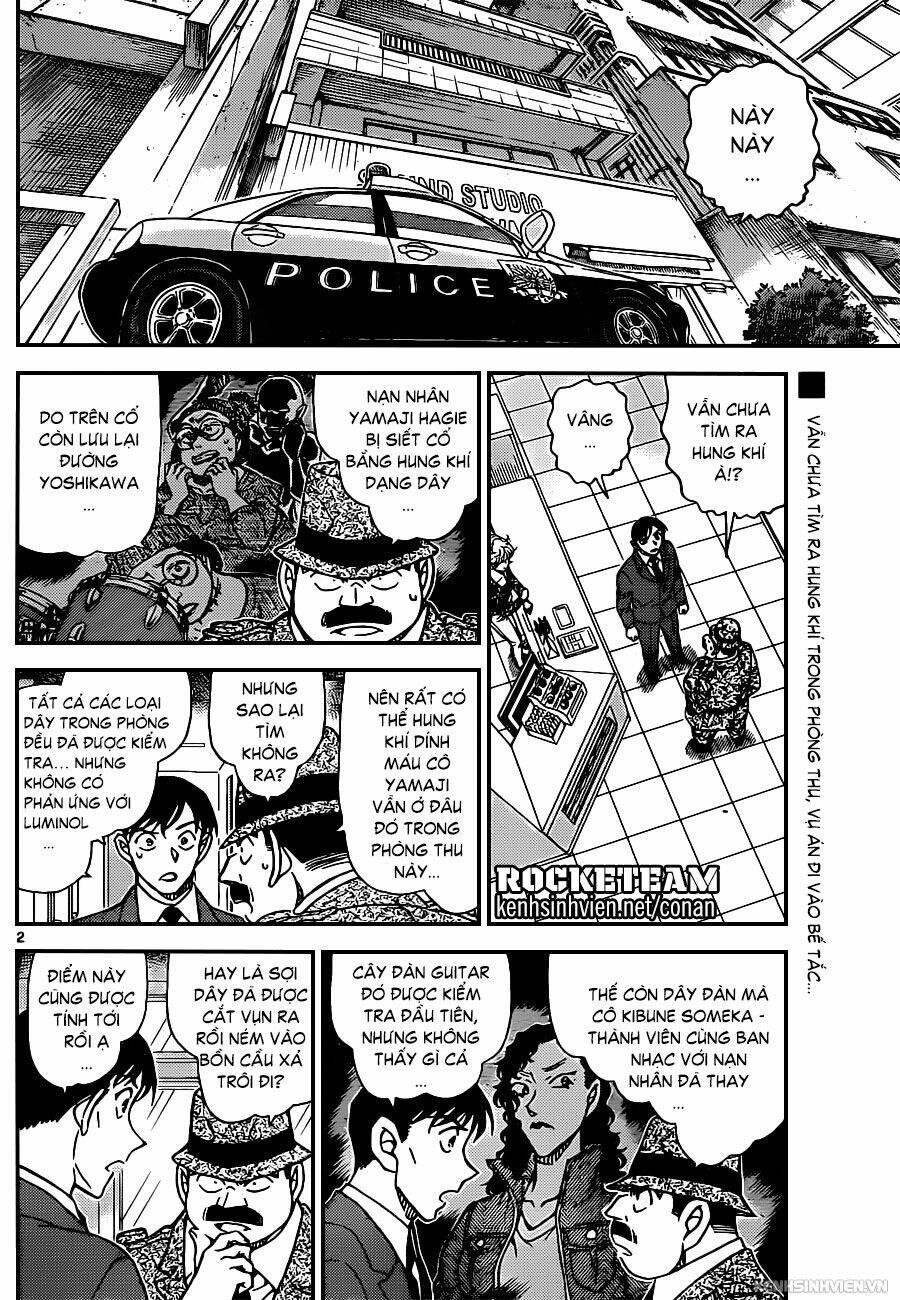 NÀY
NÀY
...
SOUND STUDIO
POLICE
VẪN CHƯA
TÌM RA
HUNG KHÍ
À!?
VÂNG
...
VẪN CHƯA TÌM RA HUNG KHÍ TRONG PHÒNG THU, VỤ ÁN ĐI VÀO BẾ TẮC...
NẠN NHÂN
YAMAJI HAGIE
BỊ SIẾT CỔ
BẰNG HUNG KHÍ
DẠNG DÂY
...
DO TRÊN CỔ
CÒN LƯU LẠI
ĐƯỜNG
YOSHIKAWA
...
NÊN RẤT CÓ
THỂ HUNG
KHÍ DÍNH
MÁU CÔ
YAMAJI
VẪN Ở ĐÂU
ĐÓ TRONG
PHÒNG THU
NÀY...
NHƯNG
SAO LẠI
TÌM
KHÔNG
RA?
TẤT CẢ CÁC LOẠI
DÂY TRONG PHÒNG
ĐỀU ĐÃ ĐƯỢC KIỂM
TRA... NHƯNG
KHÔNG CÓ
PHẢN ỨNG VỚI
LUMINOL
...
ROCKETEAM
kenhsinhvien.net/conan
2
THẾ CÒN DÂY ĐÀN MÀ
CÔ KIBUNE SOMEKA -
THÀNH VIÊN CÙNG BAN
NHẠC VỚI NẠN
NHÂN ĐÃ THAY
...
CÂY ĐÀN GUITAR
ĐÓ ĐƯỢC KIỂM
TRA ĐẦU TIÊN,
NHƯNG KHÔNG
THẤY GÌ CẢ
...
HAY LÀ SỢI
DÂY ĐÃ ĐƯỢC
CẮT VỤN RA
RỒI NÉM VÀO
BỒN CẦU XẢ
TRÔI ĐI?
ĐIỂM NÀY
CŨNG ĐƯỢC
TÍNH TỚI
RỒI Ạ
...
KENHSINHVIEN.VN